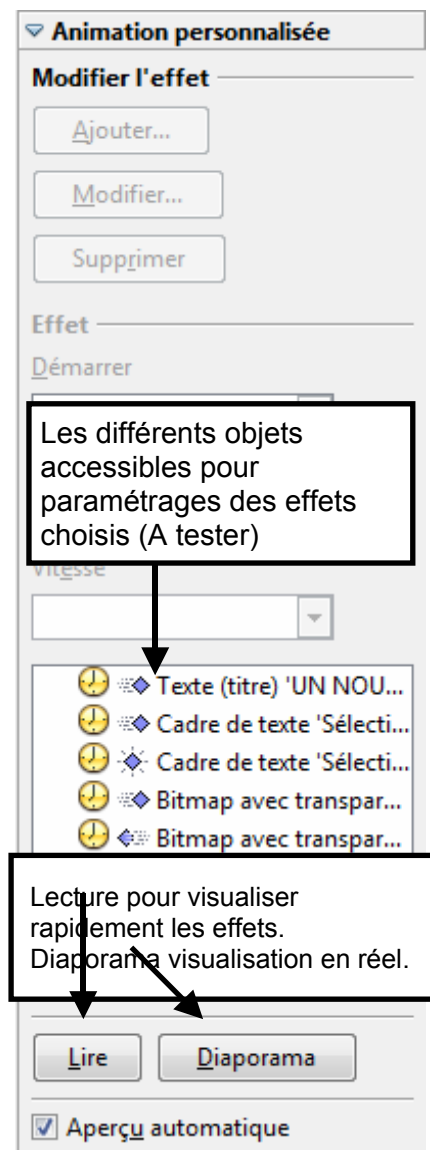 Animation personnalisée
Modifier l'effet
Ajouter...
Modifier...
Supprimer
Effet
Démarrer
Les différents objets
accessibles pour
paramétrages des effets
choisis (A tester)
Vitesse
Texte (titre) 'UN NOU...
Cadre de texte 'Sélecti...
Cadre de texte 'Sélecti...
Bitmap avec transpar...
Bitmap avec transpar...
Lecture pour visualiser
rapidement les effets.
Diaporama visualisation en réel.
Lire
Diaporama
Aperçu automatique